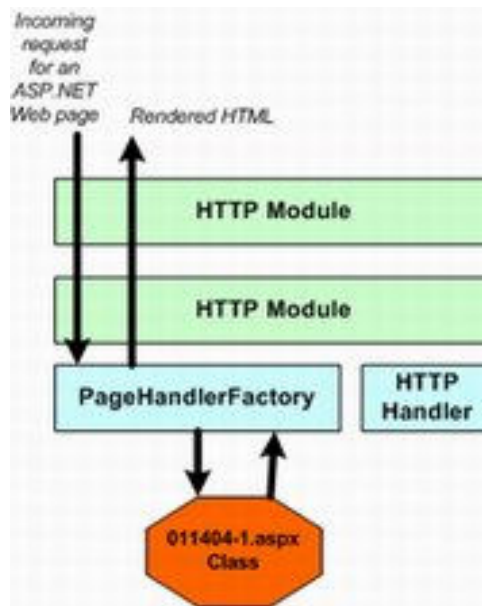 Incoming
request
for an
ASP.NET
Web page
Rendered HTML
HTTP Module
HTTP Module
PageHandlerFactory
HTTP
Handler
011404-1.aspx
Class